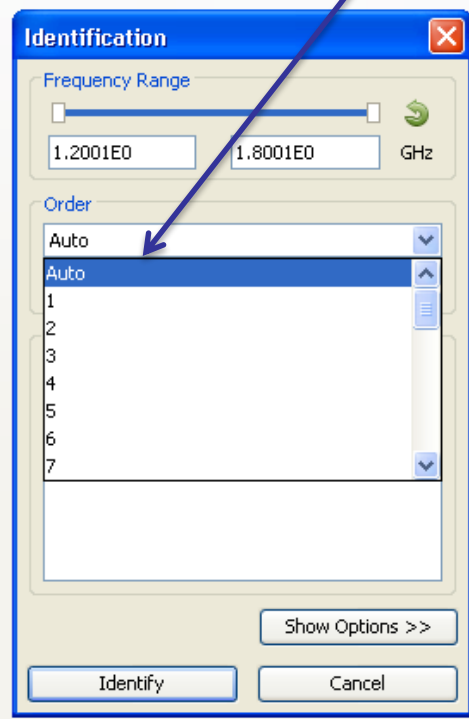 Identification
Frequency Range
1.2001E0 1.8001E0 GHz
Order
Auto
Auto
1
2
3
4
5
6
7
Show Options >>
Identify Cancel